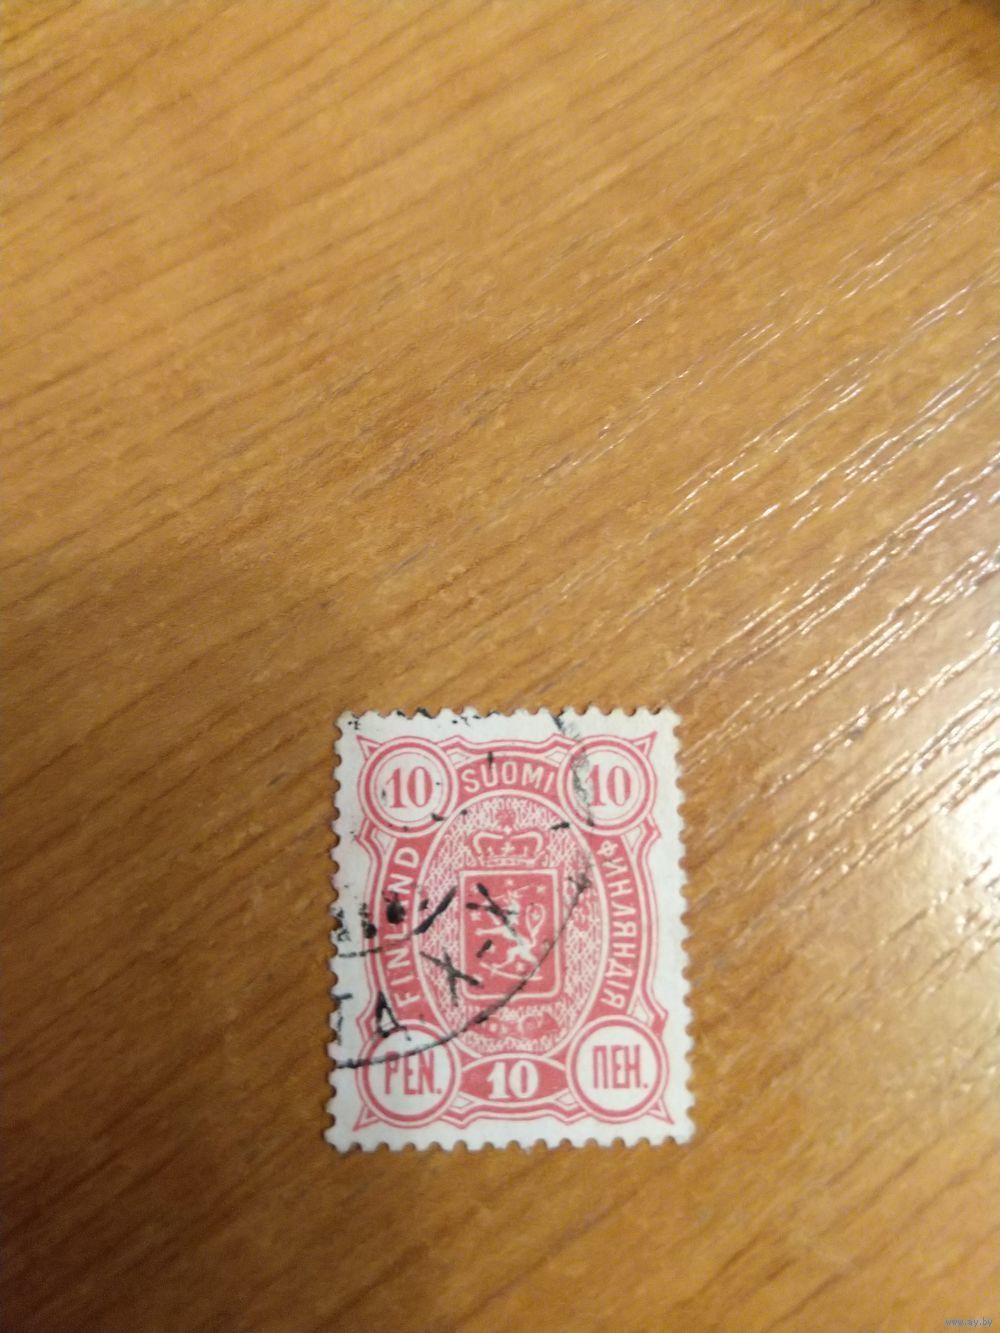 10 SUOMI 10
FINLAND
ФИНЛЯНДІЯ
PEN. 10 ПЕН.
www.ay.by